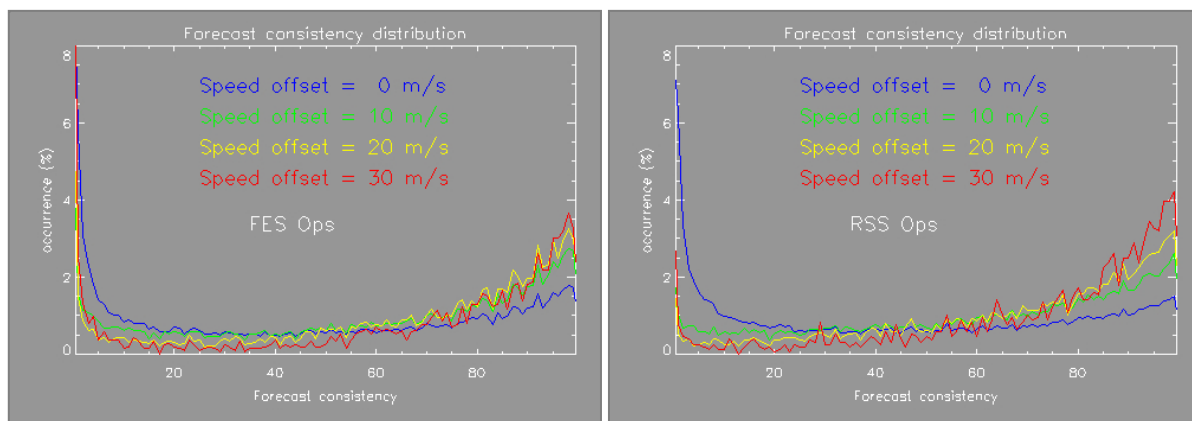 Forecast consistency distribution
8
6
4
2
0
occurrence (%)
Speed offset = 0 m/s
Speed offset = 10 m/s
Speed offset = 20 m/s
Speed offset = 30 m/s
FES Ops
20
40
60
80
Forecast consistency
Forecast consistency distribution
8
6
4
2
0
occurrence (%)
Speed offset = 0 m/s
Speed offset = 10 m/s
Speed offset = 20 m/s
Speed offset = 30 m/s
RSS Ops
20
40
60
80
Forecast consistency